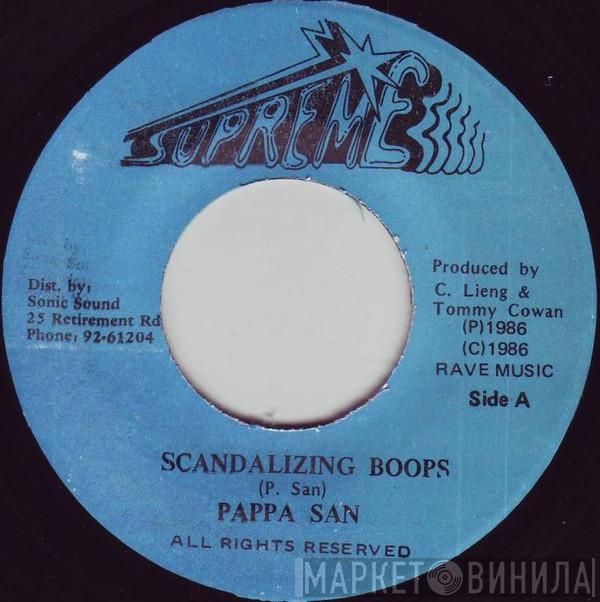 SUPREME
Dist. by:
Sonic Sound
25 Retirement Rd
Phone: 92-61204
Produced by
C. Lieng &
Tommy Cowan
(P)1986
(C)1986
RAVE MUSIC
Side A
SCANDALIZING BOOPS
(P. San)
PAPPA SAN
ALL RIGHTS RESERVED
МАРКЕТ ВИНИЛА